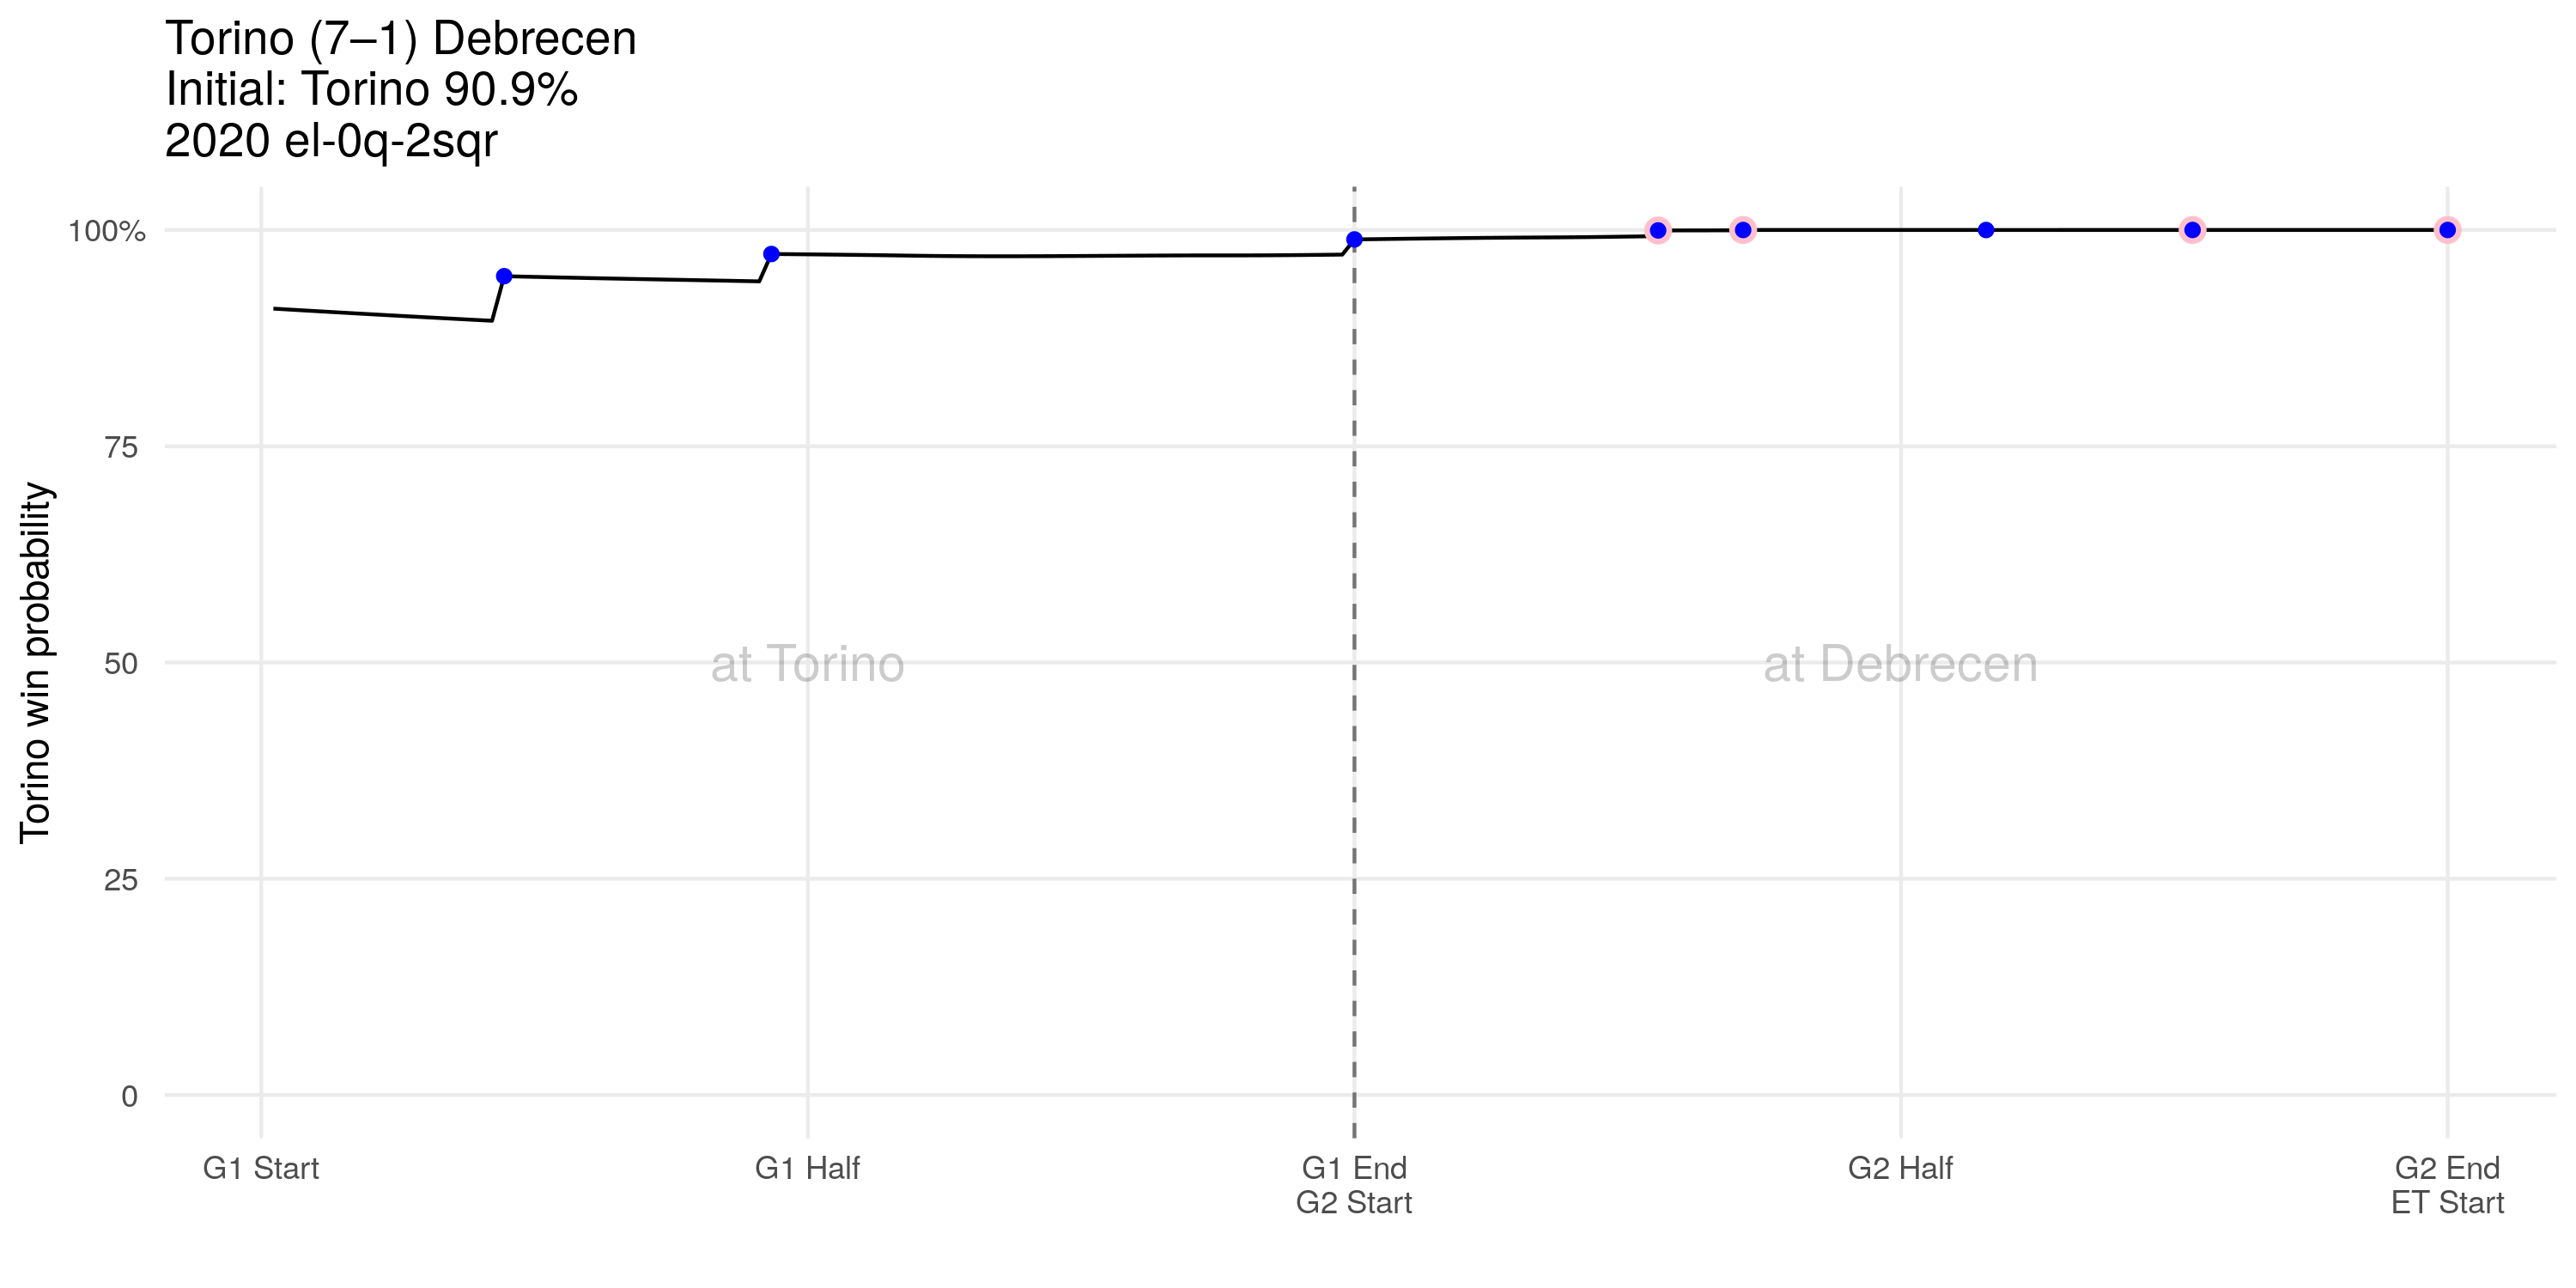 Torino (7–1) Debrecen
Initial: Torino 90.9%
2020 el-0q-2sqr
Torino win probability
100%
75
50
25
0
at Torino
at Debrecen
G1 Start
G1 Half
G1 End
G2 Start
G2 Half
G2 End
ET Start